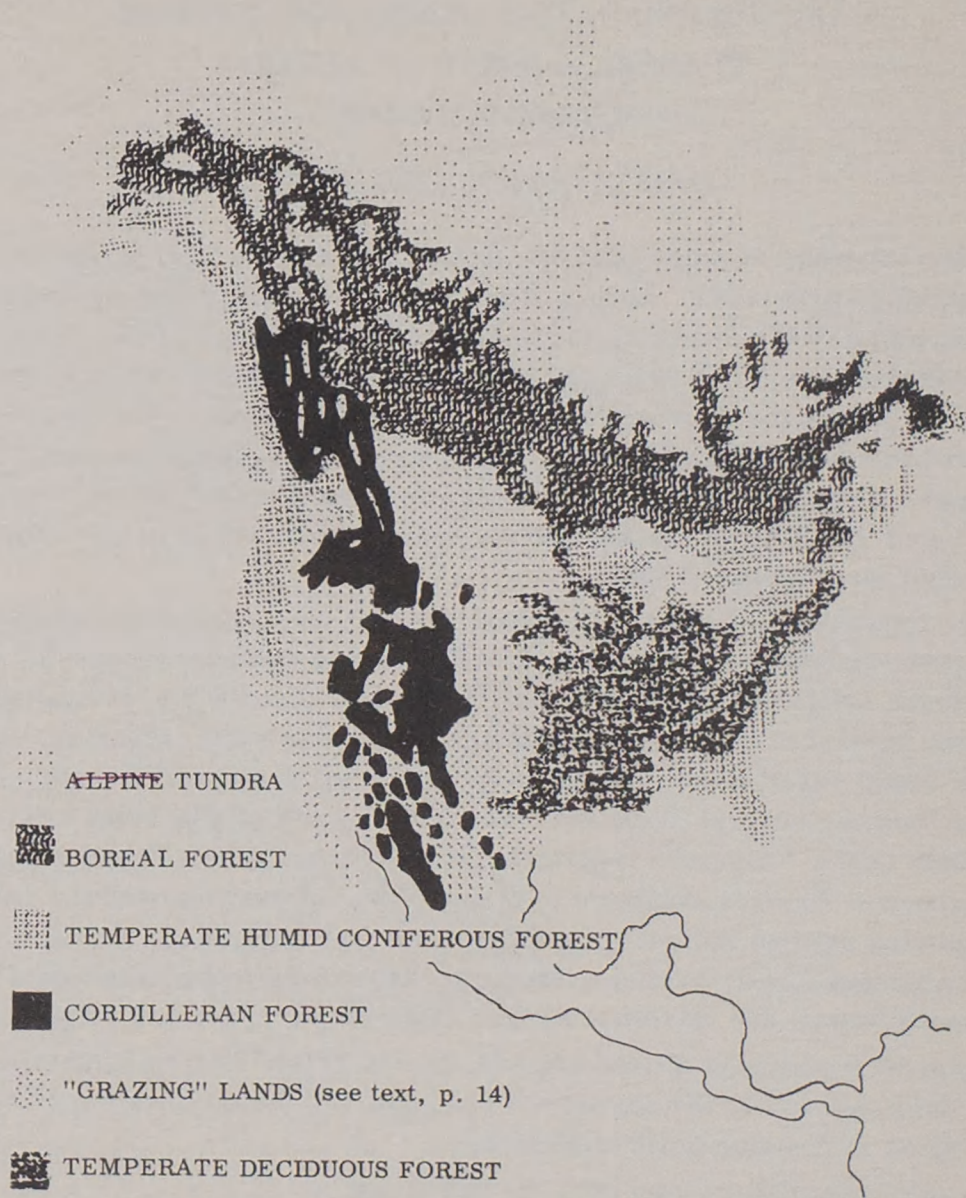 ALPINE TUNDRA
BOREAL FOREST
TEMPERATE HUMID CONIFEROUS FOREST
CORDILLERAN FOREST
"GRAZING" LANDS (see text, p. 14)
TEMPERATE DECIDUOUS FOREST